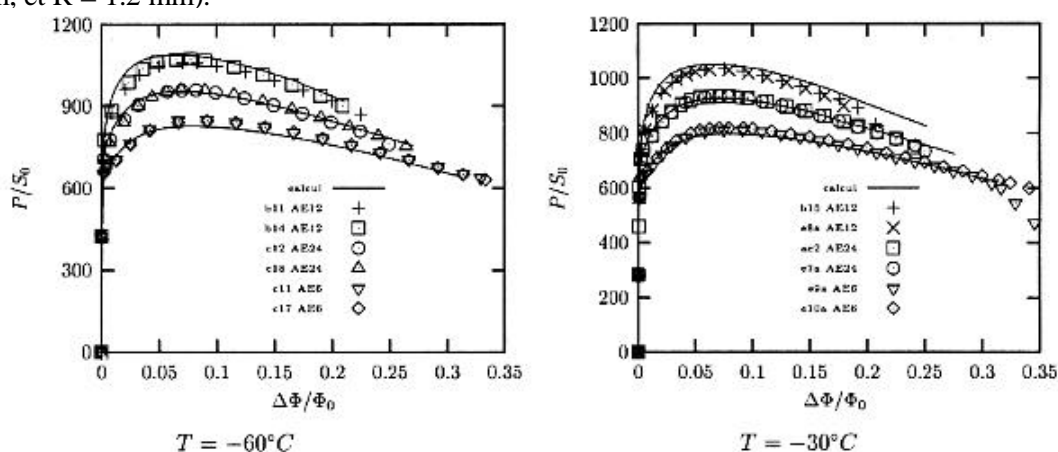 et R = 1.2 mm).
1200
900
600
300
0
P/S₀
calcul
b11 AE12
b14 AE12
c12 AE24
c18 AE24
c11 AE6
c17 AE6
0 0.05 0.1 0.15 0.2 0.25 0.3 0.35
ΔΦ/Φ₀
T = −60°C
1200
1000
800
600
400
200
0
P/S₀
calcul
b15 AE12
e8a AE12
ac2 AE24
e7a AE24
e9a AE6
e10a AE6
0 0.05 0.1 0.15 0.2 0.25 0.3 0.35
ΔΦ/Φ₀
T = −30°C